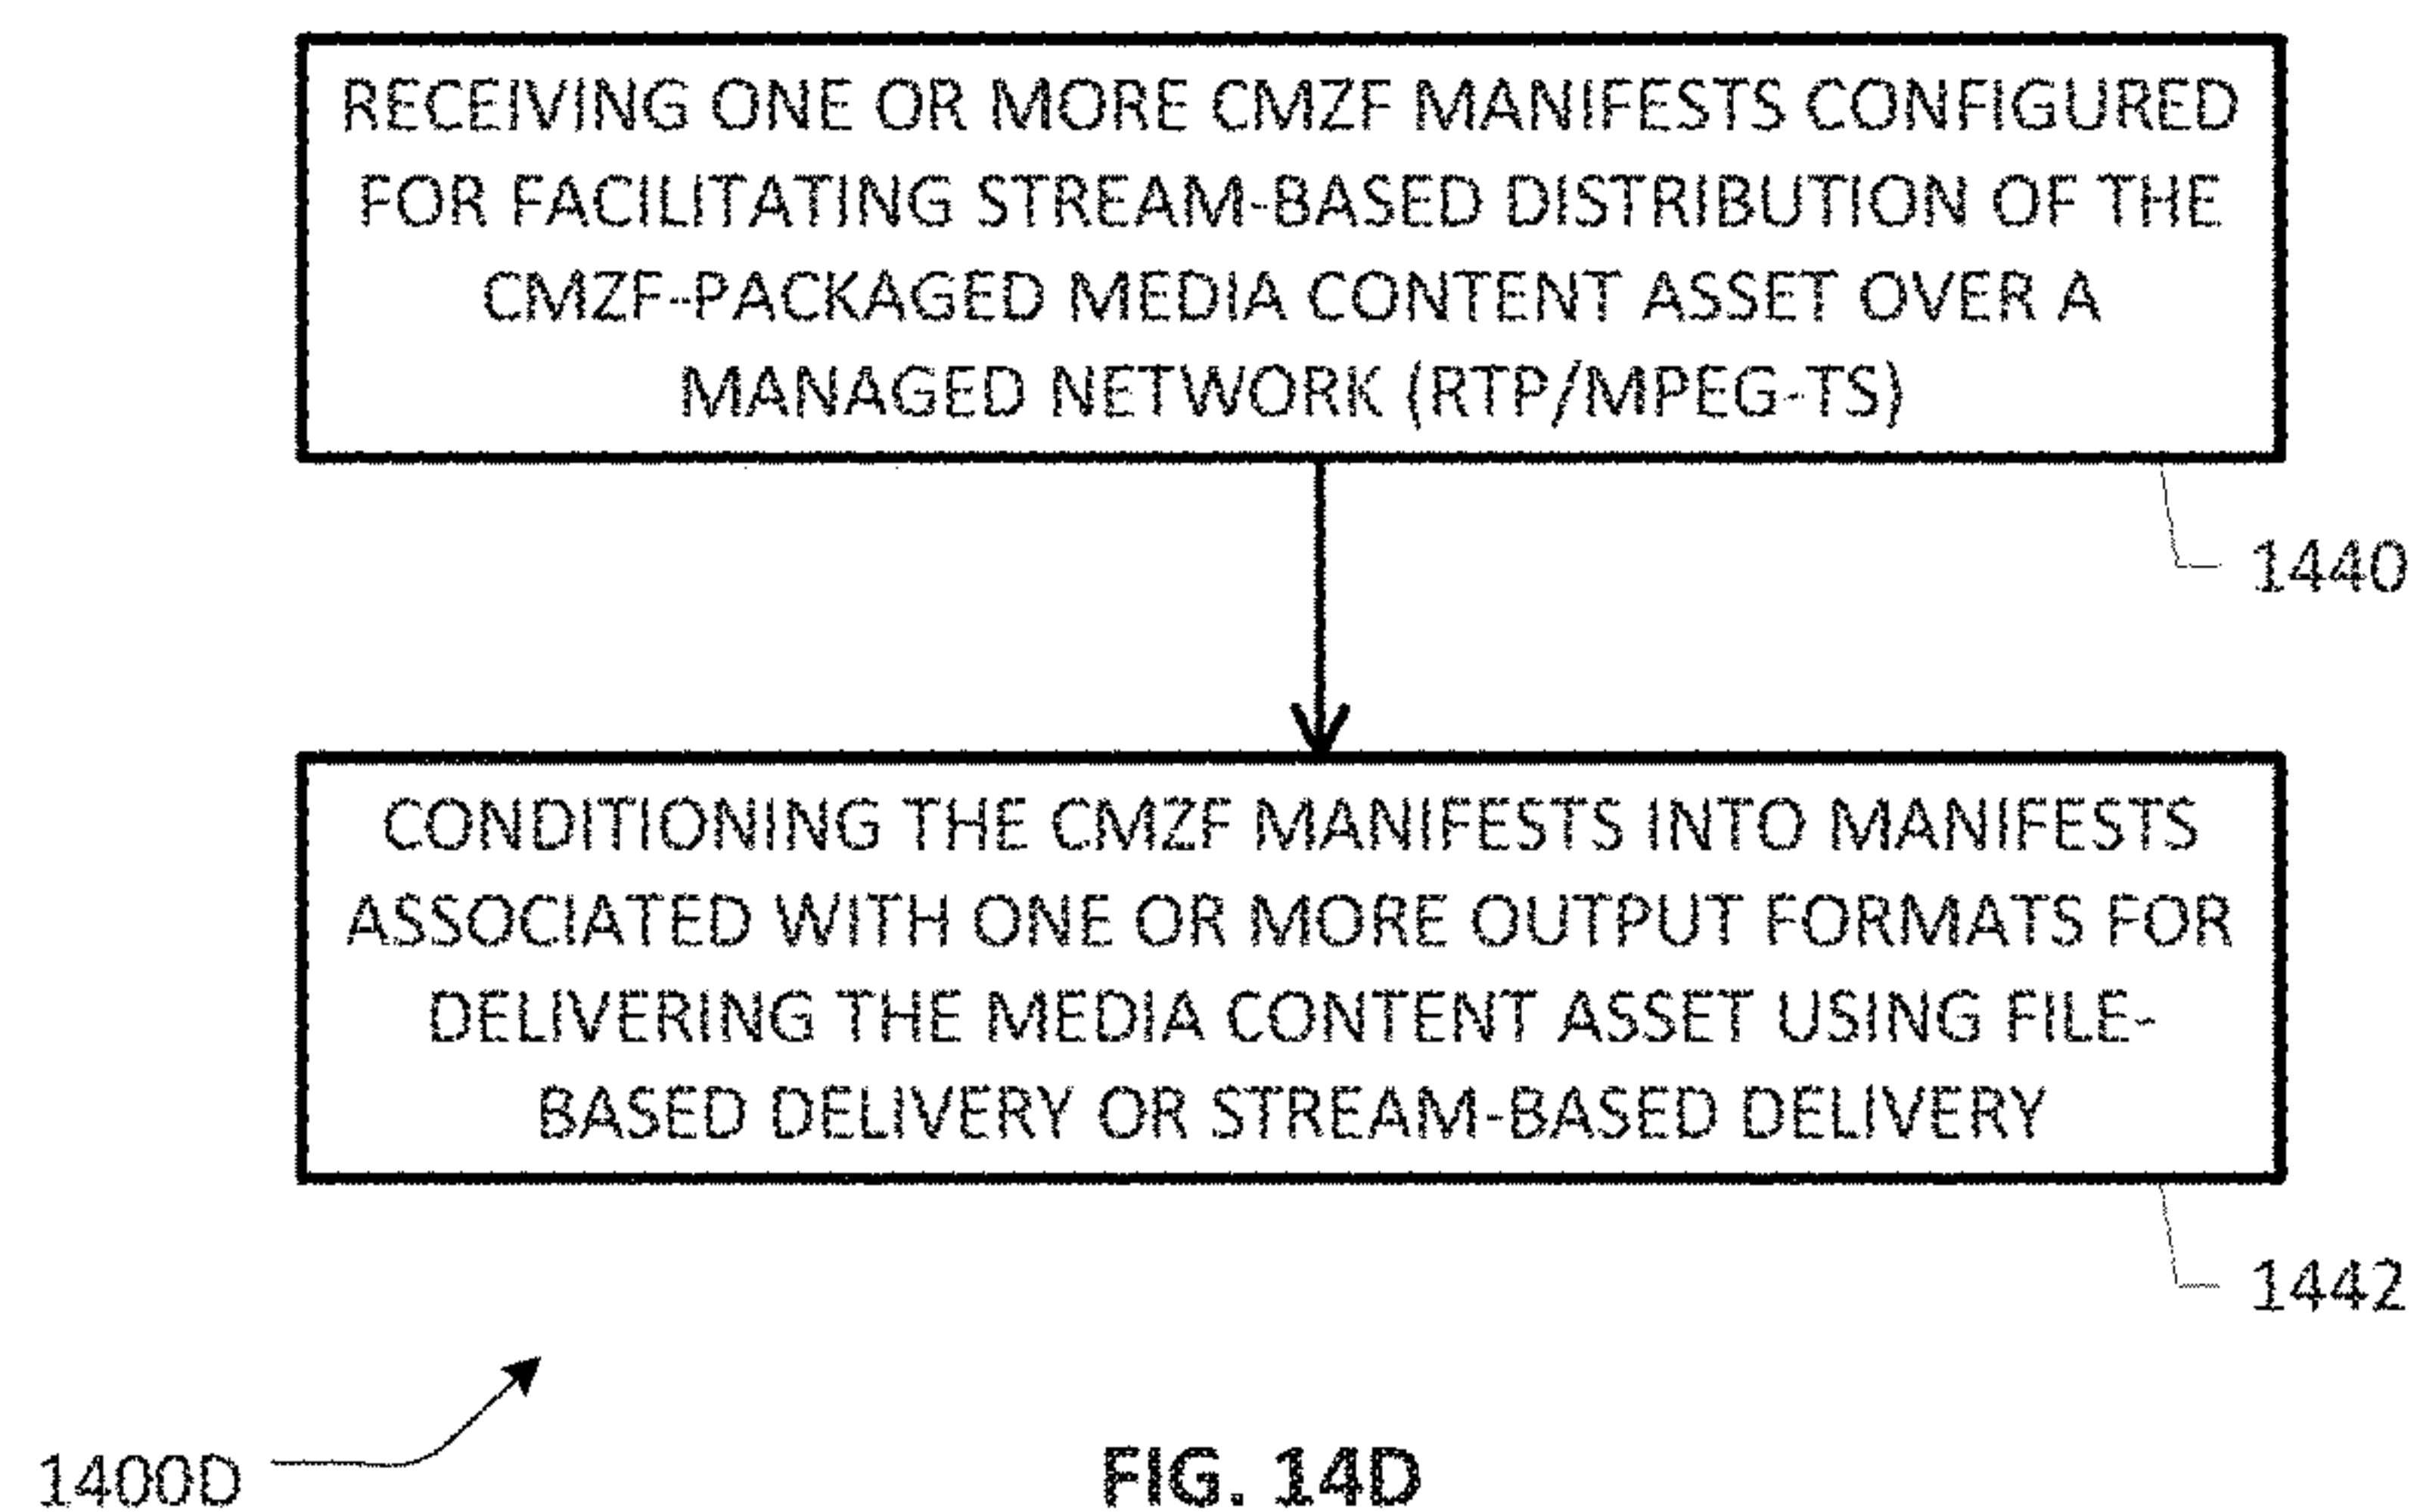 RECEIVING ONE OR MORE CMZF MANIFESTS CONFIGURED
FOR FACILITATING STREAM-BASED DISTRIBUTION OF THE
CMZF-PACKAGED MEDIA CONTENT ASSET OVER A
MANAGED NETWORK (RTP/MPEG-TS)
1440
CONDITIONING THE CMZF MANIFESTS INTO MANIFESTS
ASSOCIATED WITH ONE OR MORE OUTPUT FORMATS FOR
DELIVERING THE MEDIA CONTENT ASSET USING FILE-
BASED DELIVERY OR STREAM-BASED DELIVERY
1442
1400D
FIG. 14D